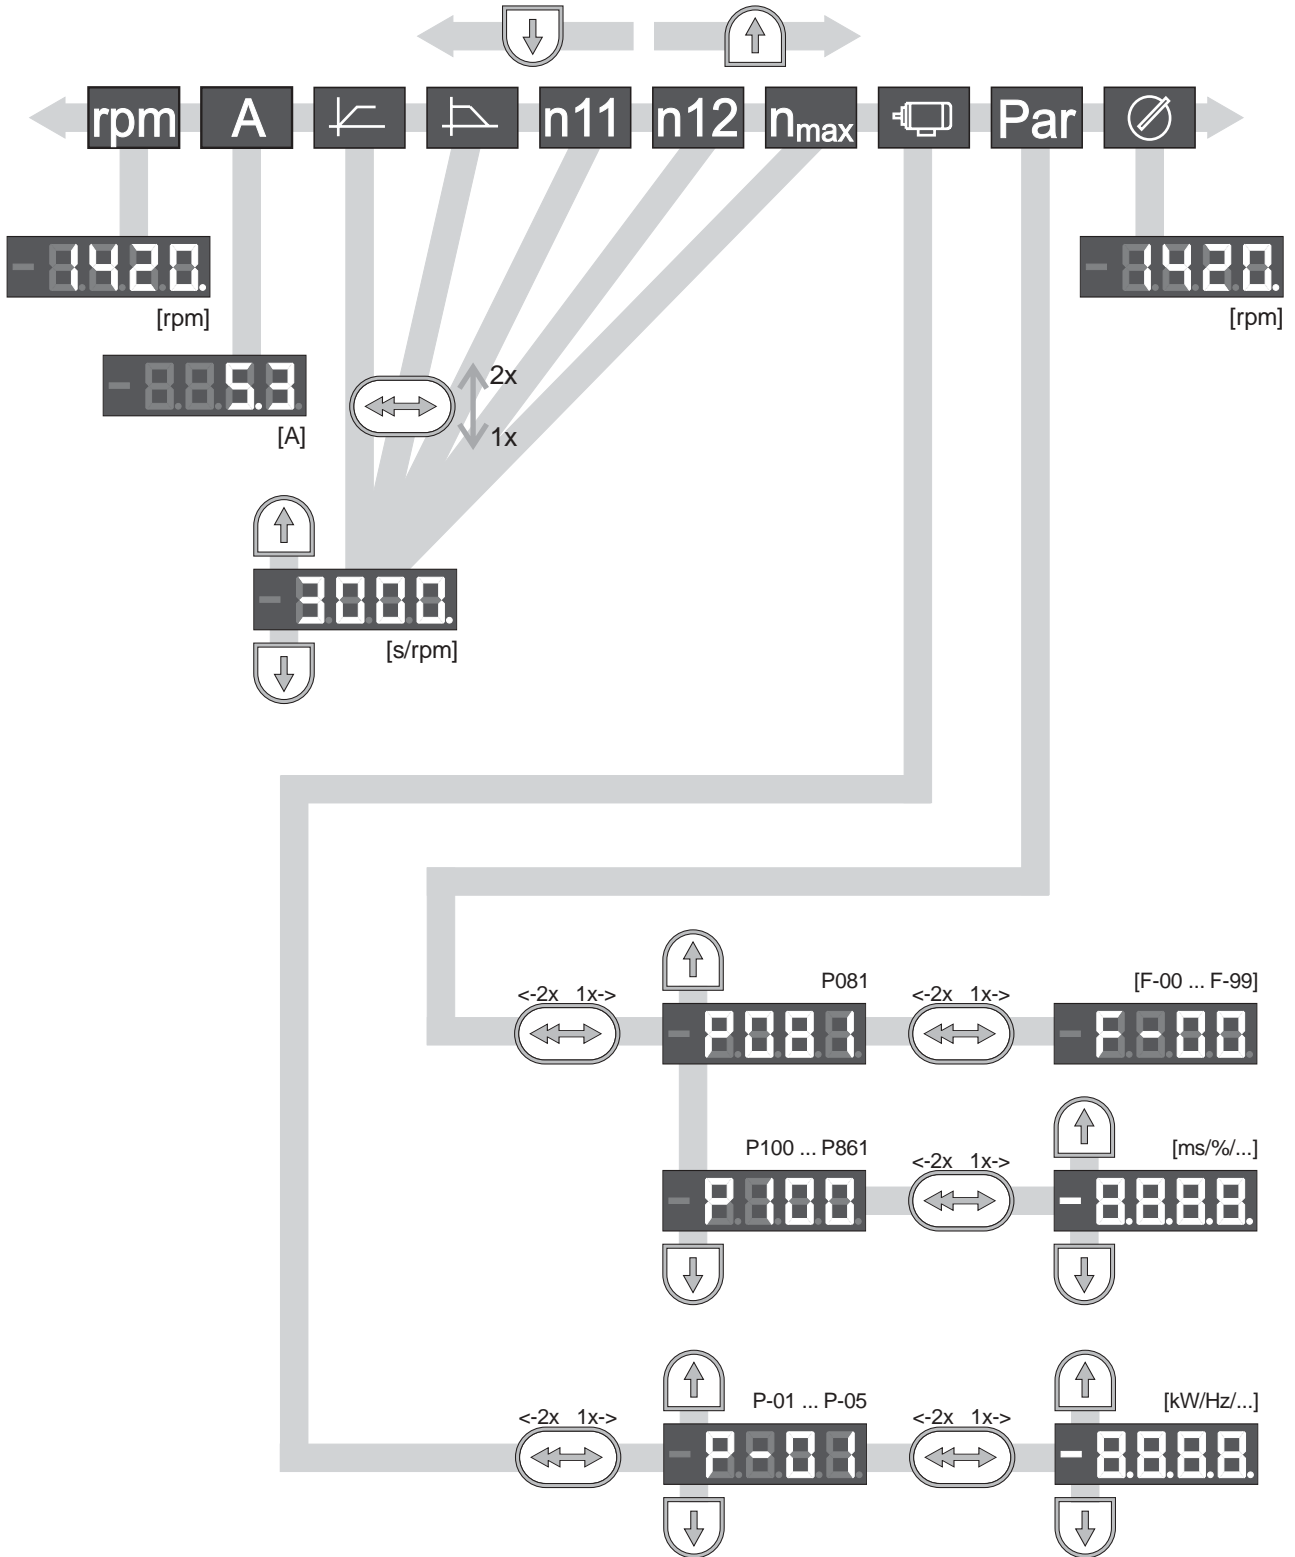 rpm A n11 n12 nmax Par
1420.
[rpm]
1420.
[rpm]
5.3
[A]
2x
1x
3000.
[s/rpm]
P081
[F-00 ... F-99]
<-2x 1x->
<-2x 1x->
P081
F-00
P100 ... P861
[ms/%/...]
<-2x 1x->
P100
-8.8.8.8.
P-01 ... P-05
[kW/Hz/...]
<-2x 1x->
<-2x 1x->
P-01
-8.8.8.8.